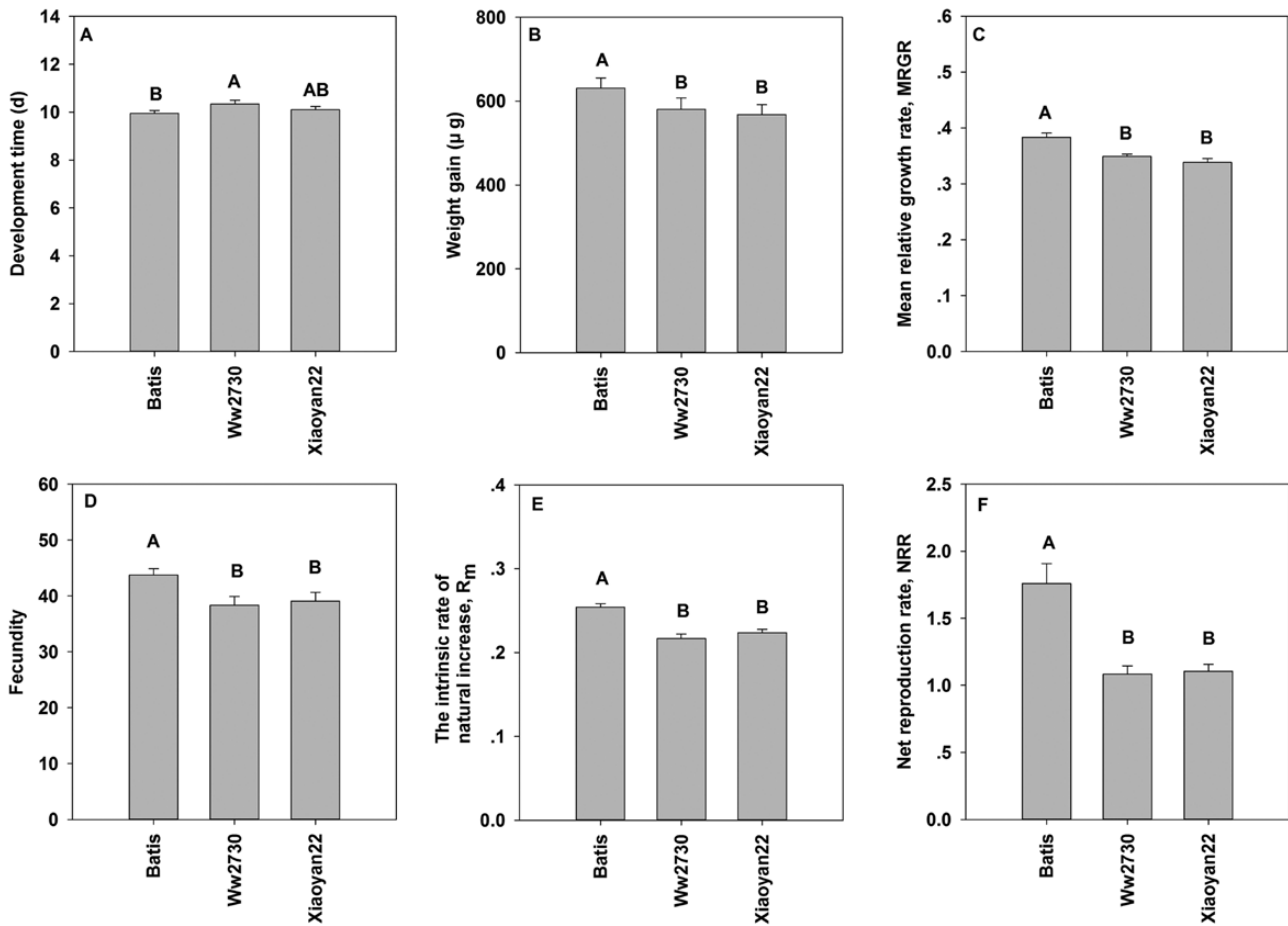 A
Development time (d)
14
12
10
8
6
4
2
0
B
A
AB
Batis
Ww2730
Xiaoyan22
B
Weight gain (µ g)
800
600
400
200
0
A
B
B
Batis
Ww2730
Xiaoyan22
C
Mean relative growth rate, MRGR
.6
.5
.4
.3
.2
.1
0.0
A
B
B
Batis
Ww2730
Xiaoyan22
D
Fecundity
60
50
40
30
20
10
0
A
B
B
Batis
Ww2730
Xiaoyan22
E
The intrinsic rate of
natural increase, Rm
.4
.3
.2
.1
0.0
A
B
B
Batis
Ww2730
Xiaoyan22
F
Net reproduction rate, NRR
2.5
2.0
1.5
1.0
.5
0.0
A
B
B
Batis
Ww2730
Xiaoyan22